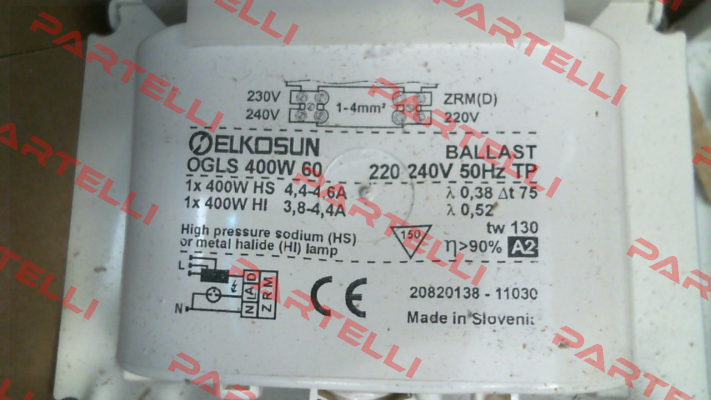 230V 1-4mm² ZRM(D)
240V 220V
ELKOSUN BALLAST
OGLS 400W 60 220 240V 50Hz TP
1x 400W HS 4,4-4,6A λ 0,38 Δt 75
1x 400W HI 3,8-4,4A λ 0,52
tw 130
High pressure sodium (HS)
or metal halide (HI) lamp
150 η>90% A2
L
N
N LA D
Z R M
CE
20820138 - 11030
Made in Slovenia
PARTELLI
PARTELLI
PARTELLI
PARTELLI
PARTELLI
PARTELLI
PARTELLI
PARTELLI